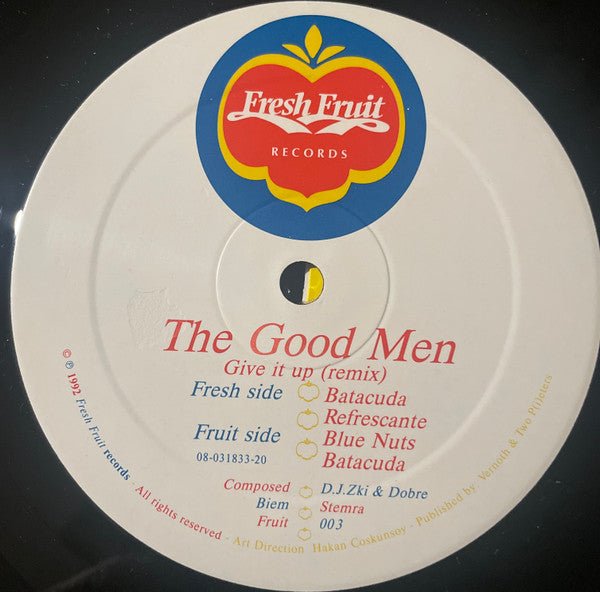 Fresh Fruit
RECORDS
The Good Men
Give it up (remix)
Fresh side Batacuda
Refrescante
Fruit side Blue Nuts
08-031833-20 Batacuda
Composed D.J.Zki & Dobre
Biem Stemra
Fruit 003
© ℗ 1992 Fresh Fruit records - All rights reserved - Art Direction Hakan Coskunsoy - Published by: Vernoth & Two P(i)eters